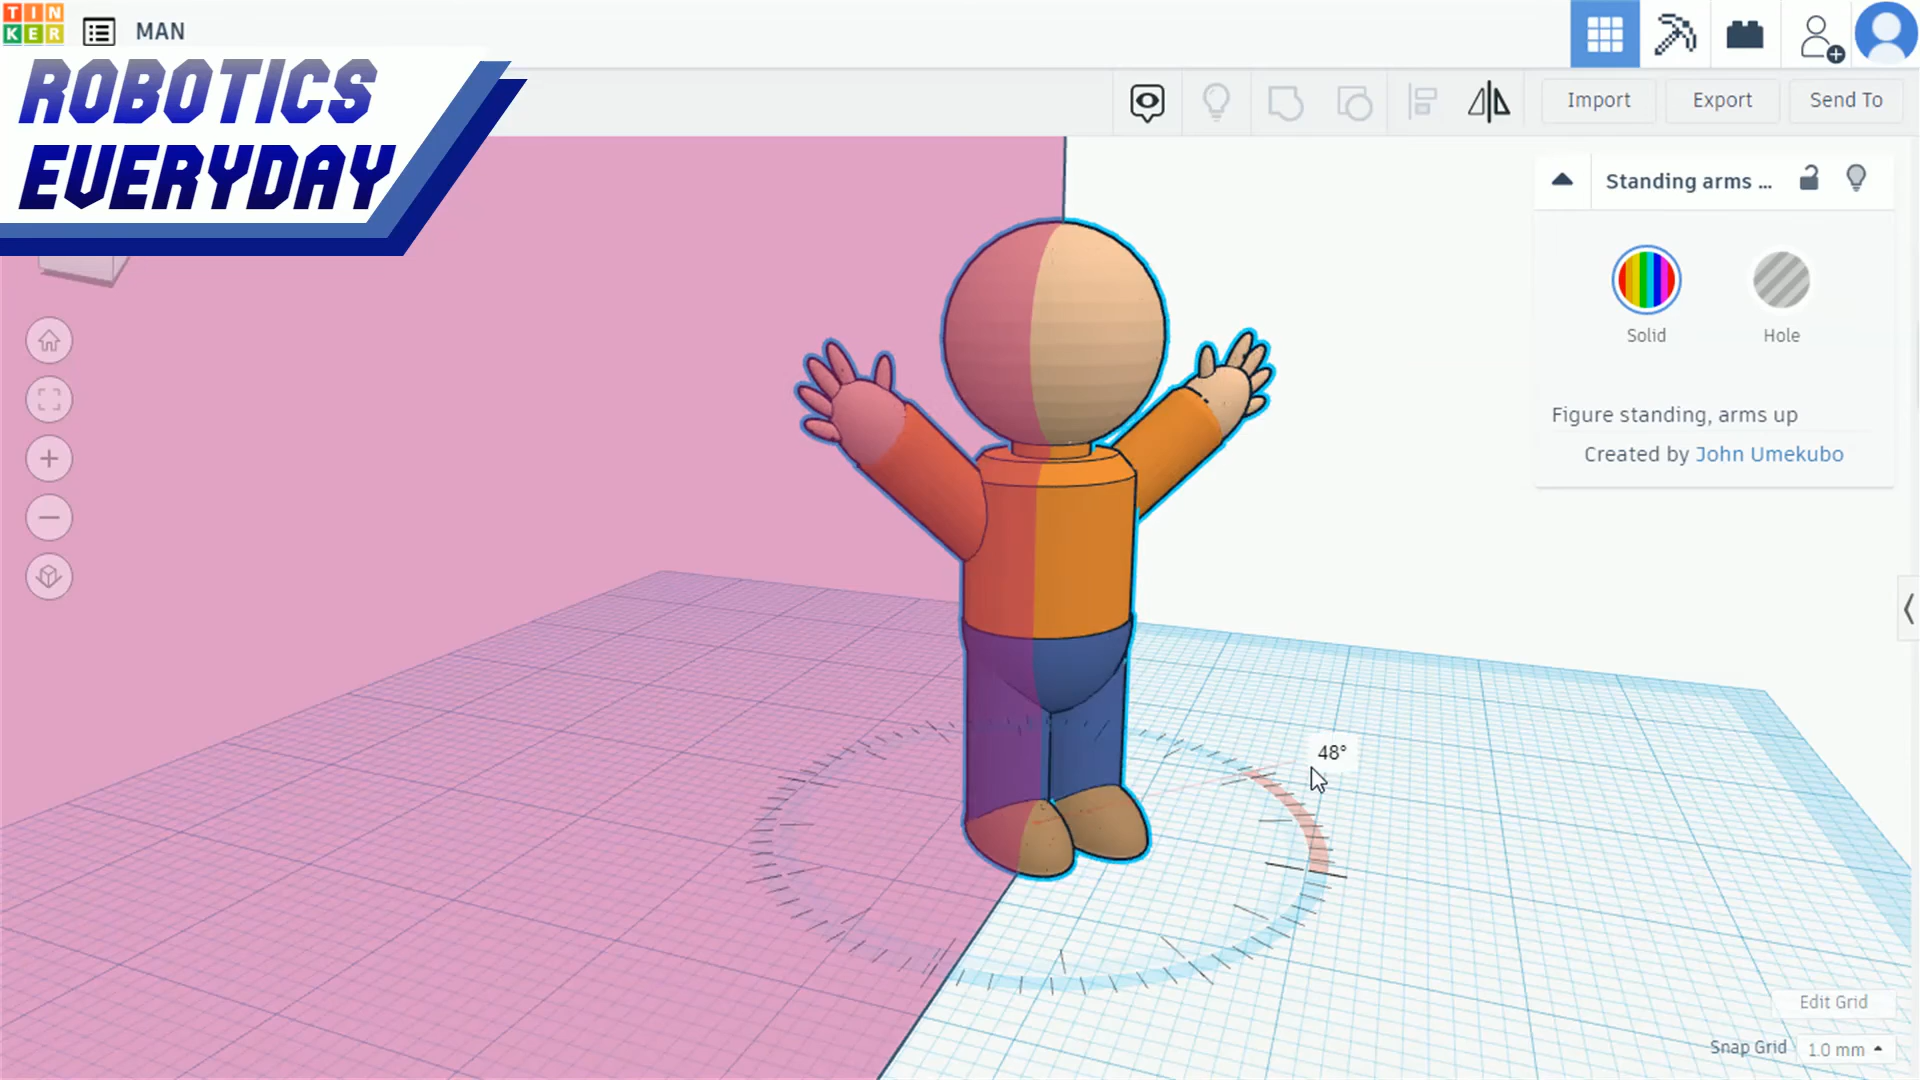 TIN
KER
MAN
ROBOTICS
EVERYDAY
Import
Export
Send To
Standing arms ...
Solid
Hole
Figure standing, arms up
Created by John Umekubo
48°
Edit Grid
Snap Grid 1.0 mm